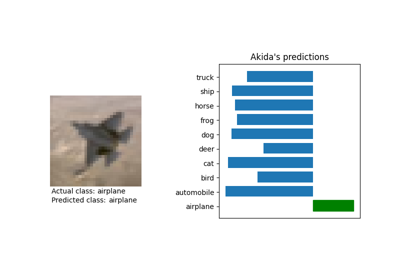 Akida's predictions
truck
ship
horse
frog
dog
deer
cat
bird
automobile
airplane
Actual class: airplane
Predicted class: airplane